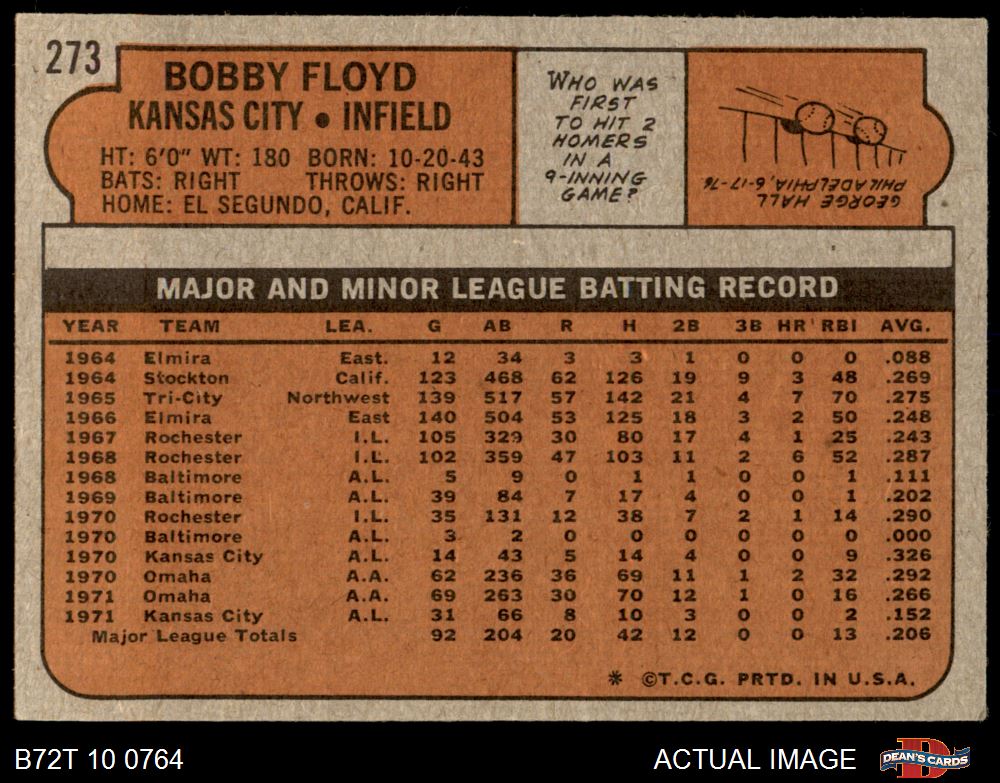 273
BOBBY FLOYD
KANSAS CITY • INFIELD
HT: 6'0" WT: 180 BORN: 10-20-43
BATS: RIGHT THROWS: RIGHT
HOME: EL SEGUNDO, CALIF.
WHO WAS
FIRST
TO HIT 2
HOMERS
IN A
9-INNING
GAME?
GEORGE HALL
PHILADELPHIA, 6-17-76
MAJOR AND MINOR LEAGUE BATTING RECORD
YEAR TEAM LEA. G AB R H 2B 3B HR RBI AVG.
1964 Elmira East. 12 34 3 3 1 0 0 0 .088
1964 Stockton Calif. 123 468 62 126 19 9 3 48 .269
1965 Tri-City Northwest 139 517 57 142 21 4 7 70 .275
1966 Elmira East 140 504 53 125 18 3 2 50 .248
1967 Rochester I.L. 105 329 30 80 17 4 1 25 .243
1968 Rochester I.L. 102 359 47 103 11 2 6 52 .287
1968 Baltimore A.L. 5 9 0 1 1 0 0 1 .111
1969 Baltimore A.L. 39 84 7 17 4 0 0 1 .202
1970 Rochester I.L. 35 131 12 38 7 2 1 14 .290
1970 Baltimore A.L. 3 2 0 0 0 0 0 0 .000
1970 Kansas City A.L. 14 43 5 14 4 0 0 9 .326
1970 Omaha A.A. 62 236 36 69 11 1 2 32 .292
1971 Omaha A.A. 69 263 30 70 12 1 0 16 .266
1971 Kansas City A.L. 31 66 8 10 3 0 0 2 .152
Major League Totals 92 204 20 42 12 0 0 13 .206
* ©T.C.G. PRTD. IN U.S.A.
B72T 10 0764 ACTUAL IMAGE
DEAN'S CARDS